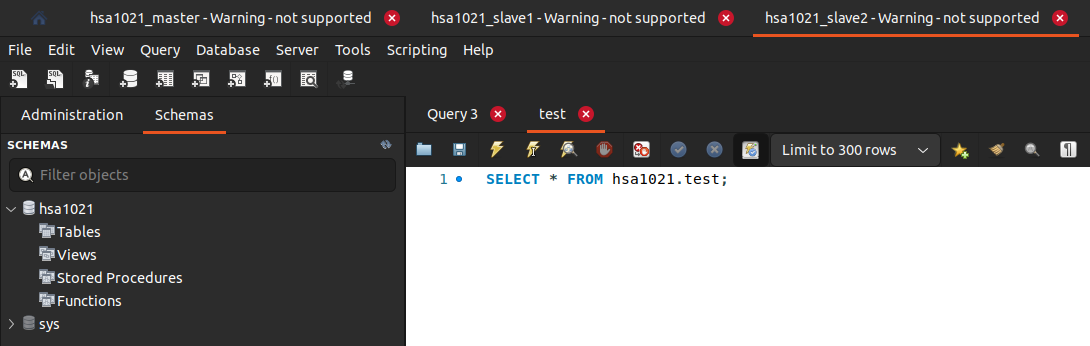 hsa1021_master - Warning - not supported hsa1021_slave1 - Warning - not supported hsa1021_slave2 - Warning - not supported
File Edit View Query Database Server Tools Scripting Help
Administration Schemas
Query 3 test
SCHEMAS
Limit to 300 rows
Filter objects
1 SELECT * FROM hsa1021.test;
hsa1021
Tables
Views
Stored Procedures
Functions
sys